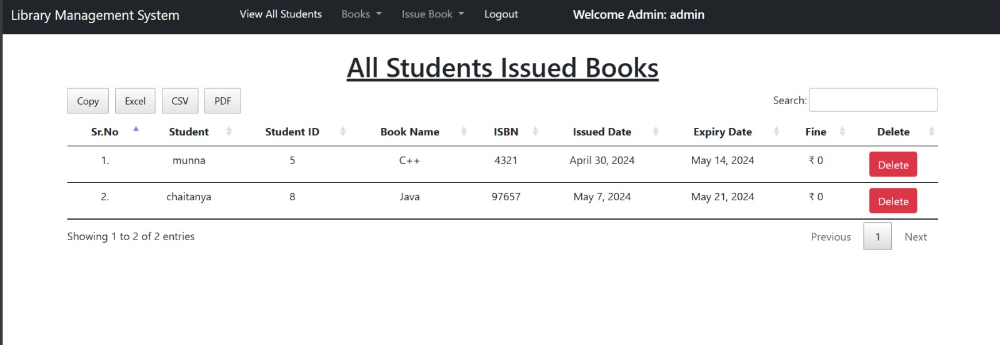 Library Management System View All Students Books Issue Book Logout Welcome Admin: admin
All Students Issued Books
Copy Excel CSV PDF Search:
Sr.No Student Student ID Book Name ISBN Issued Date Expiry Date Fine Delete
1. munna 5 C++ 4321 April 30, 2024 May 14, 2024 ₹ 0 Delete
2. chaitanya 8 Java 97657 May 7, 2024 May 21, 2024 ₹ 0 Delete
Showing 1 to 2 of 2 entries Previous 1 Next